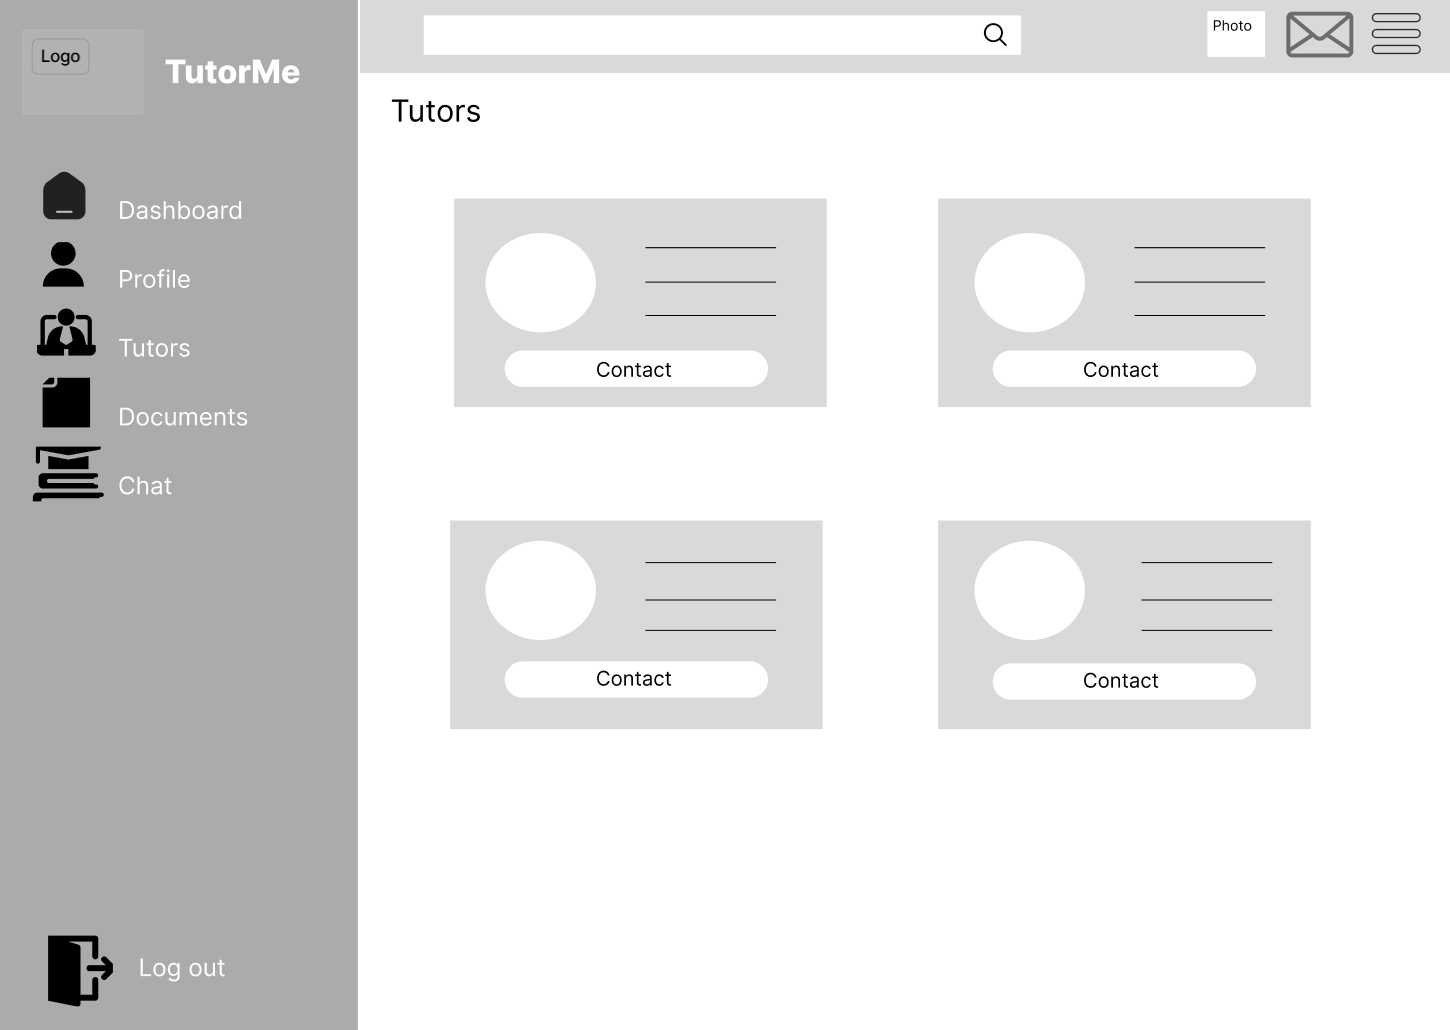 Logo
TutorMe
Dashboard
Profile
Tutors
Documents
Chat
Log out
Photo
Tutors
Contact
Contact
Contact
Contact